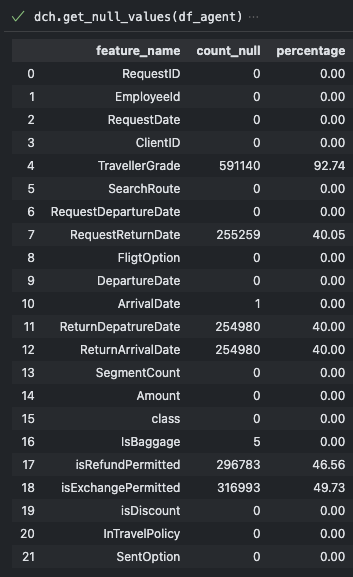 dch.get_null_values(df_agent) ...
feature_name count_null percentage
0 RequestID 0 0.00
1 EmployeeId 0 0.00
2 RequestDate 0 0.00
3 ClientID 0 0.00
4 TravellerGrade 591140 92.74
5 SearchRoute 0 0.00
6 RequestDepartureDate 0 0.00
7 RequestReturnDate 255259 40.05
8 FligtOption 0 0.00
9 DepartureDate 0 0.00
10 ArrivalDate 1 0.00
11 ReturnDepatrureDate 254980 40.00
12 ReturnArrivalDate 254980 40.00
13 SegmentCount 0 0.00
14 Amount 0 0.00
15 class 0 0.00
16 IsBaggage 5 0.00
17 isRefundPermitted 296783 46.56
18 isExchangePermitted 316993 49.73
19 isDiscount 0 0.00
20 InTravelPolicy 0 0.00
21 SentOption 0 0.00